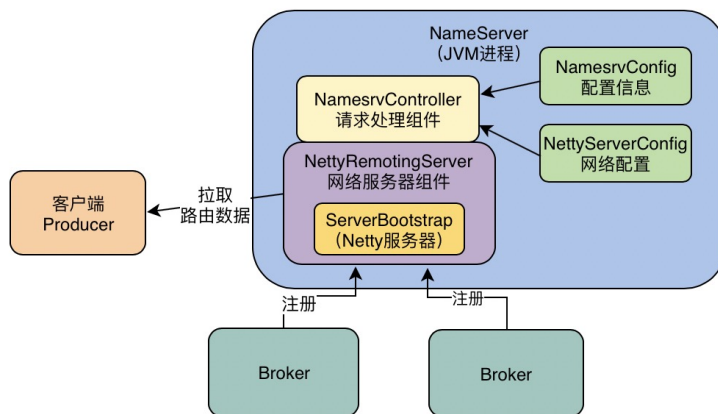 NameServer
（JVM进程）
NamesrvConfig
配置信息
NamesrvController
请求处理组件
NettyServerConfig
网络配置
NettyRemotingServer
网络服务器组件
拉取
路由数据
客户端
Producer
ServerBootstrap
（Netty服务器）
注册
注册
Broker
Broker